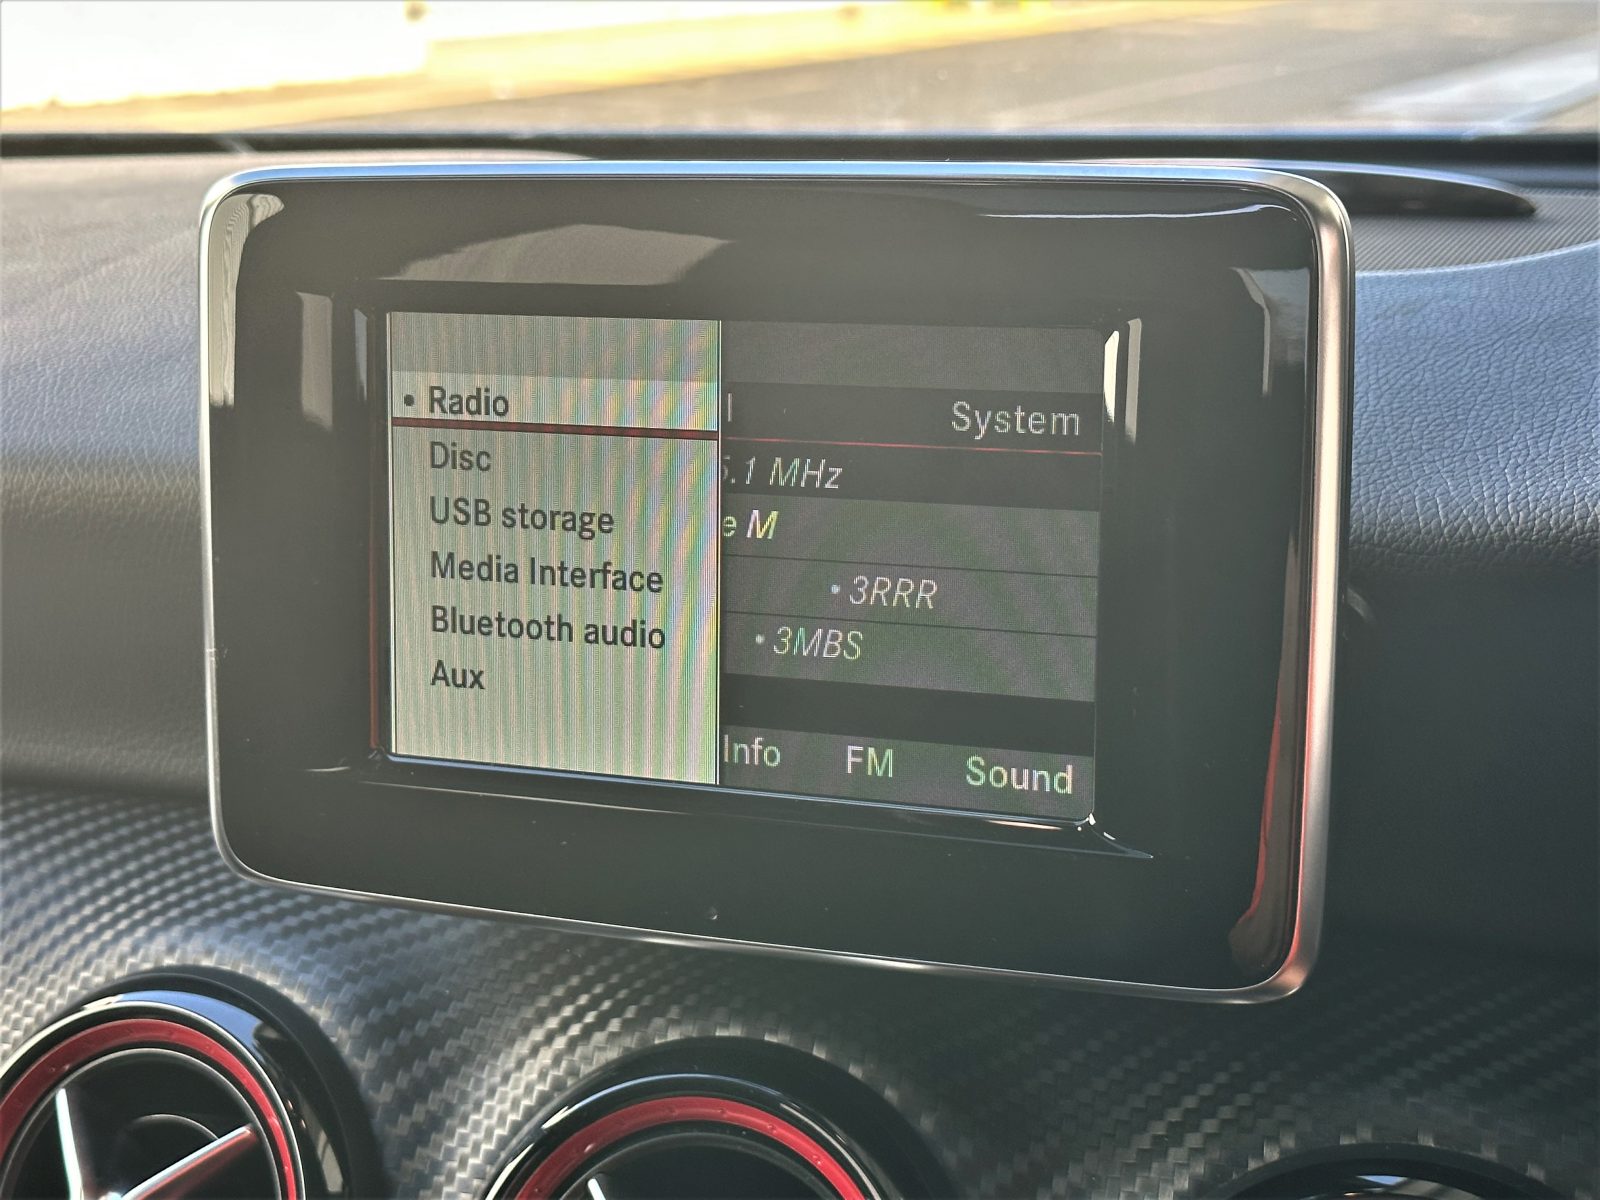 Radio
Disc
USB storage
Media Interface
Bluetooth audio
Aux
System
.1 MHz
e M
3RRR
3MBS
Info
FM
Sound